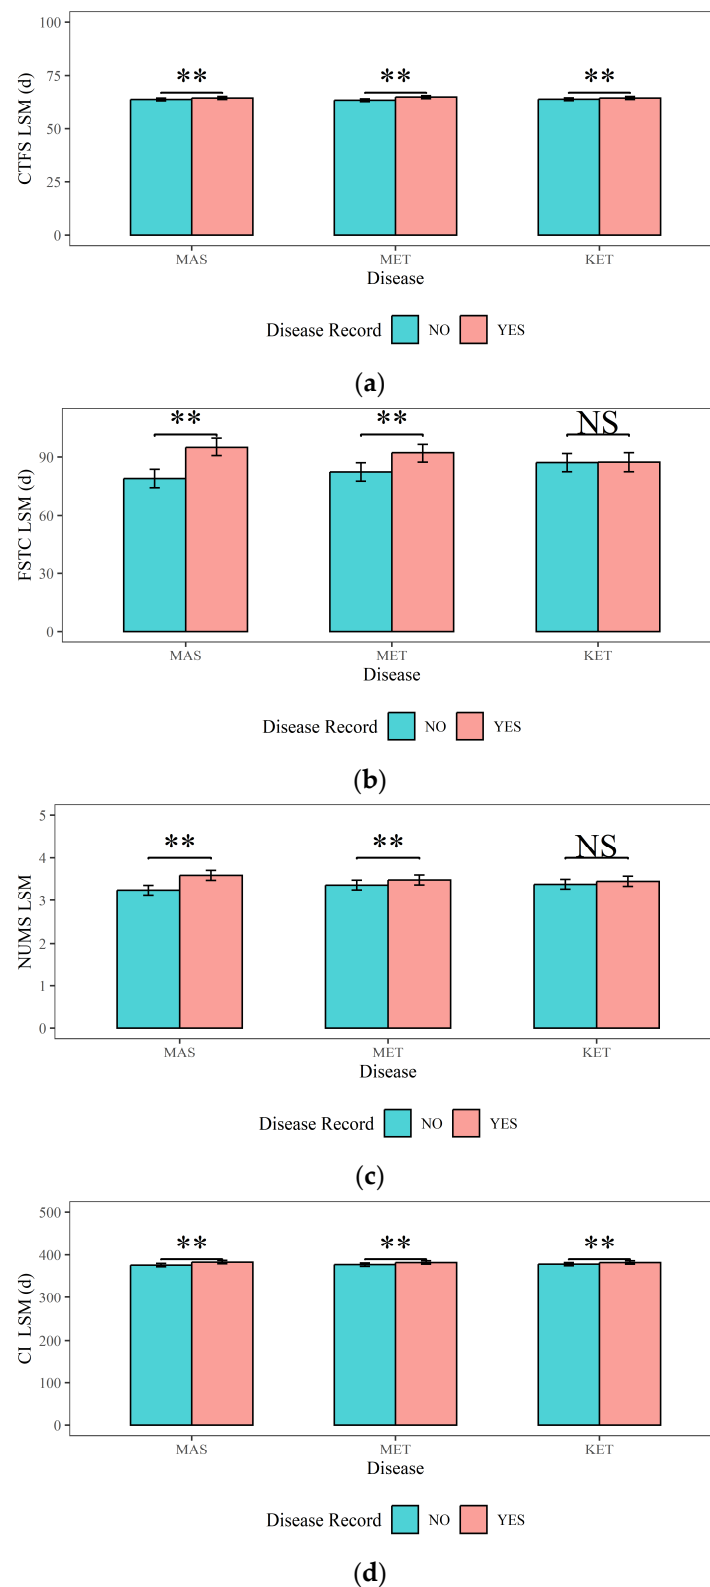 CTFS LSM (d)
100
75
50
25
0
** ** **
MAS MET KET
Disease
Disease Record NO YES
(a)
FSTC LSM (d)
90
60
30
0
** ** NS
MAS MET KET
Disease
Disease Record NO YES
(b)
NUMS LSM
5
4
3
2
1
0
** ** NS
MAS MET KET
Disease
Disease Record NO YES
(c)
CI LSM (d)
500
400
300
200
100
0
** ** **
MAS MET KET
Disease
Disease Record NO YES
(d)